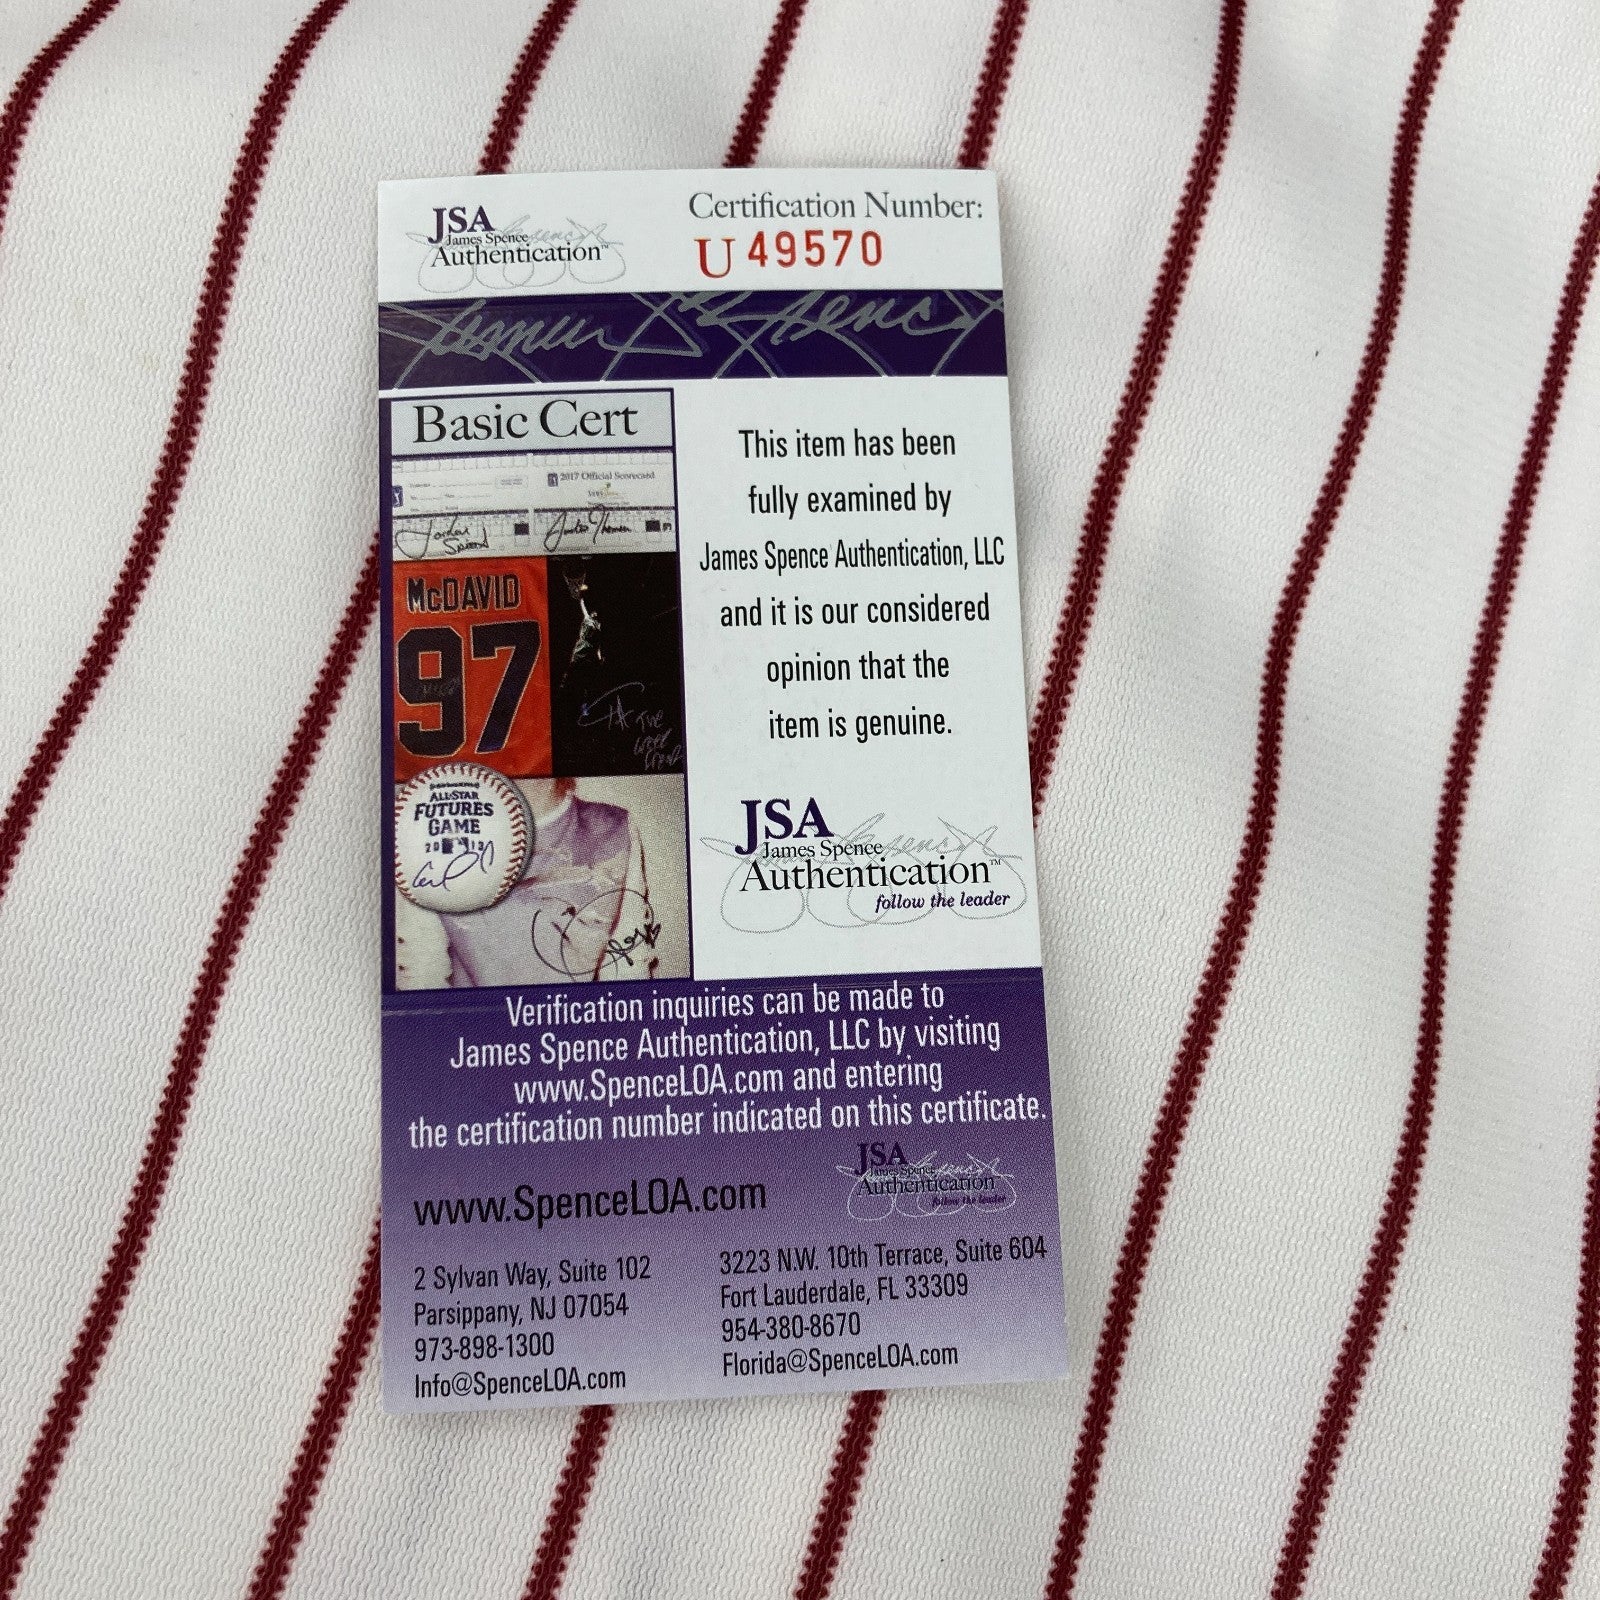 JSA
James Spence
Authentication™
Certification Number:
U 49570
Basic Cert
2017 Official Scorecard
McDAVID
97
ALL-STAR
FUTURES
GAME
2013
This item has been
fully examined by
James Spence Authentication, LLC
and it is our considered
opinion that the
item is genuine.
JSA
James Spence
Authentication™
follow the leader
Verification inquiries can be made to
James Spence Authentication, LLC by visiting
www.SpenceLOA.com and entering
the certification number indicated on this certificate.
www.SpenceLOA.com
JSA
James Spence
Authentication
follow the leader
2 Sylvan Way, Suite 102
Parsippany, NJ 07054
973-898-1300
Info@SpenceLOA.com
3223 N.W. 10th Terrace, Suite 604
Fort Lauderdale, FL 33309
954-380-8670
Florida@SpenceLOA.com